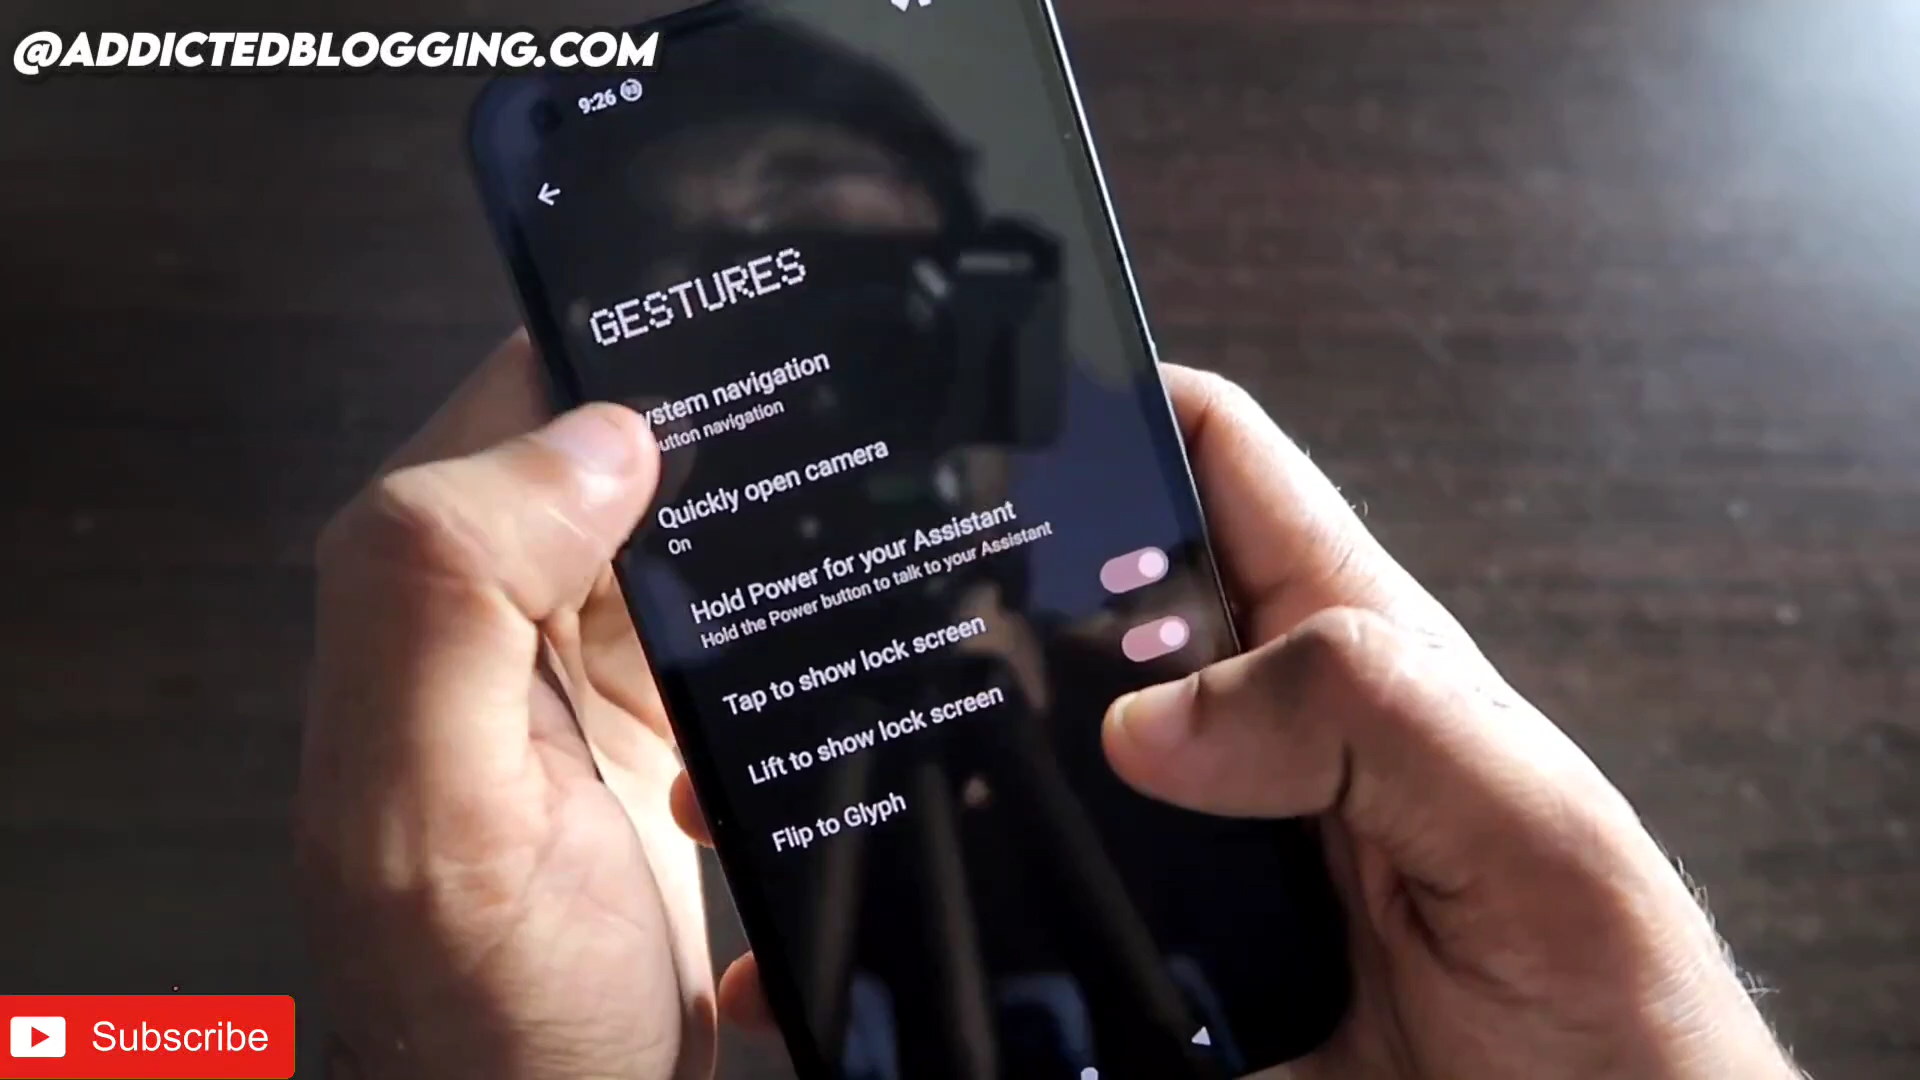 @ADDICTEDBLOGGING.COM
9:26 93
GESTURES
ystem navigation
utton navigation
Quickly open camera
On
Hold Power for your Assistant
Hold the Power button to talk to your Assistant
Tap to show lock screen
Lift to show lock screen
Flip to Glyph
Subscribe